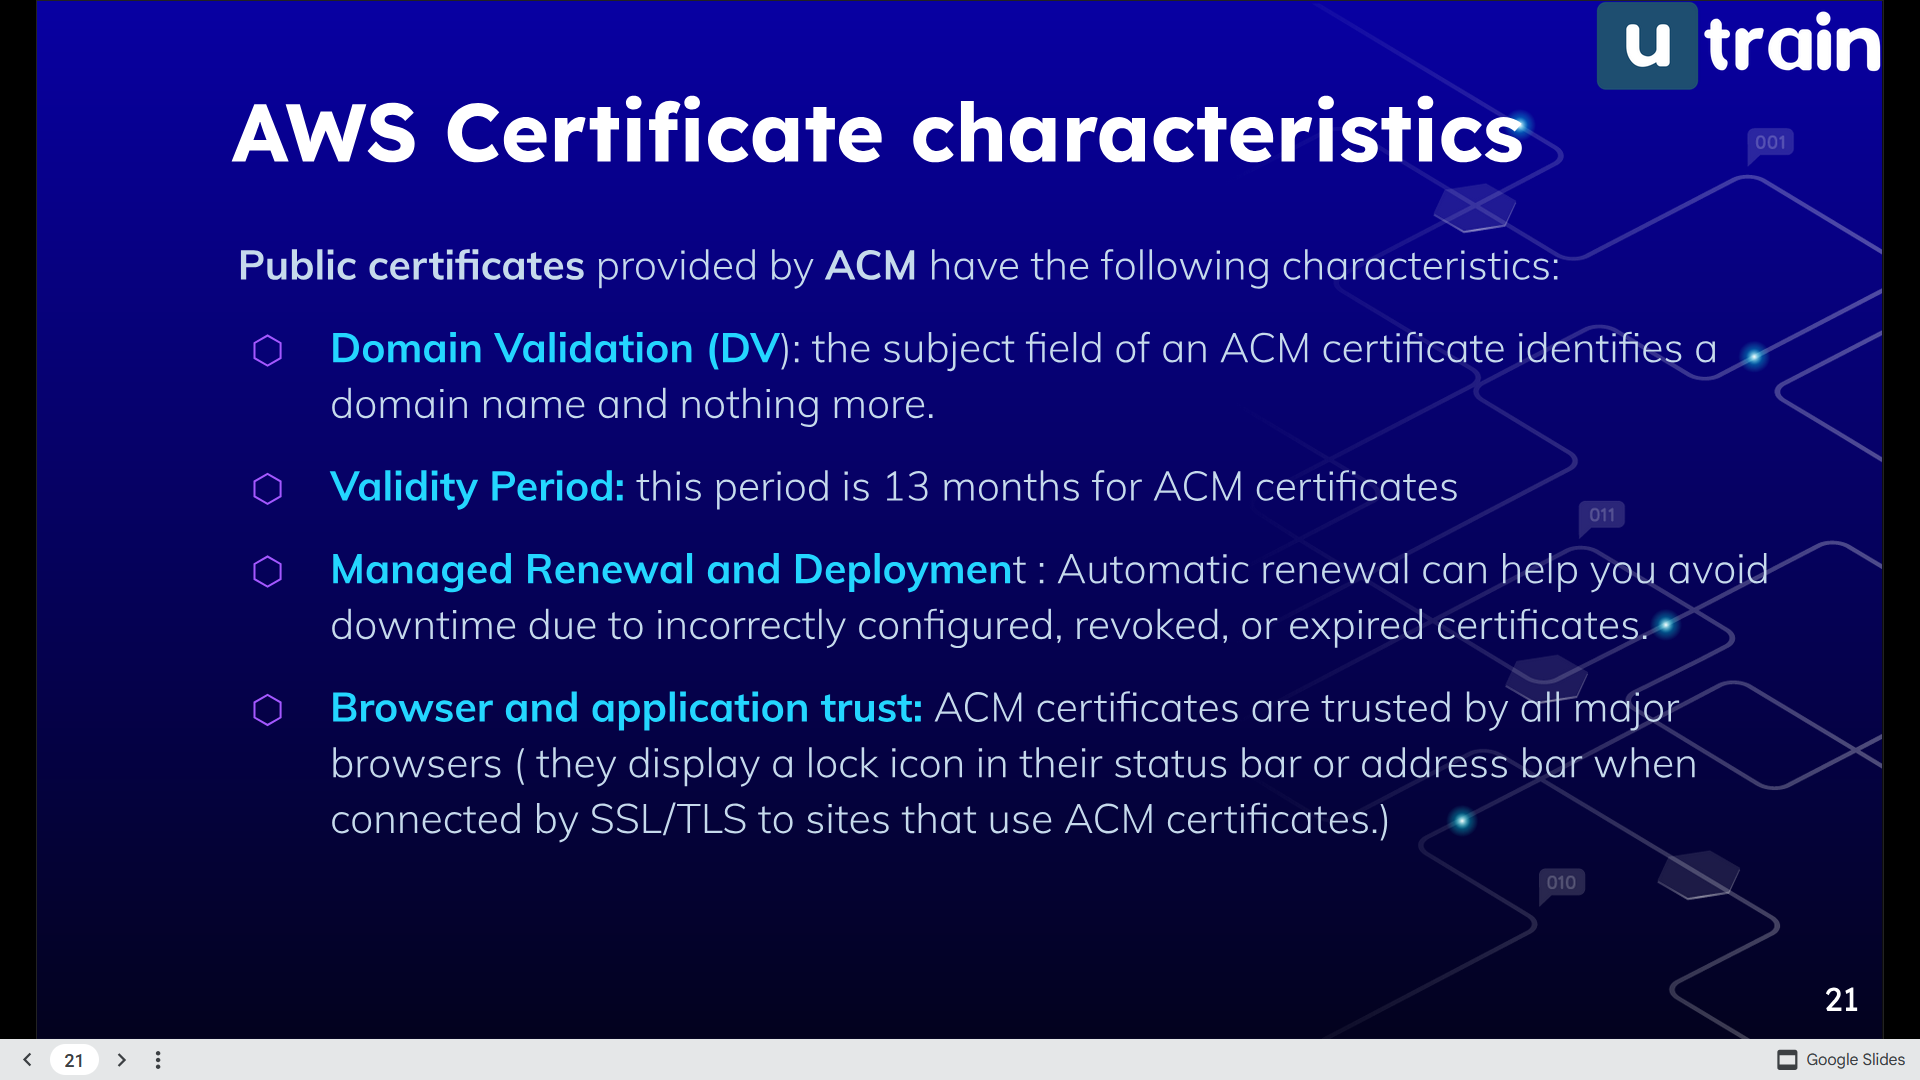 u train
AWS Certificate characteristics
001
Public certificates provided by ACM have the following characteristics:
Domain Validation (DV): the subject field of an ACM certificate identifies a
domain name and nothing more.
Validity Period: this period is 13 months for ACM certificates
011
Managed Renewal and Deployment : Automatic renewal can help you avoid
downtime due to incorrectly configured, revoked, or expired certificates.
Browser and application trust: ACM certificates are trusted by all major
browsers ( they display a lock icon in their status bar or address bar when
connected by SSL/TLS to sites that use ACM certificates.)
010
21
21
Google Slides